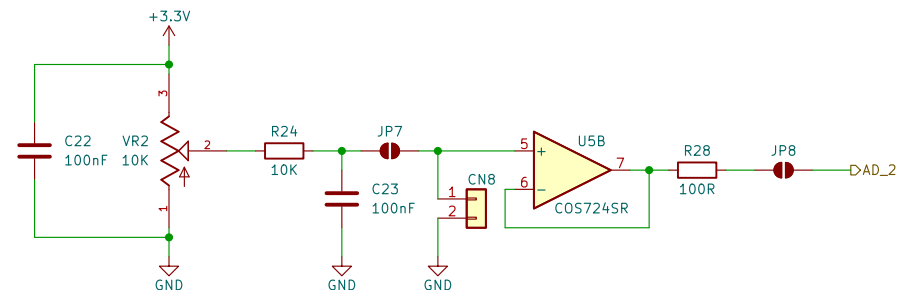 +3.3V
3
C22
100nF
VR2
10K
2
1
GND
R24
10K
JP7
C23
100nF
GND
CN8
1
2
GND
5
+
6
−
U5B
7
COS724SR
R28
100R
JP8
AD_2